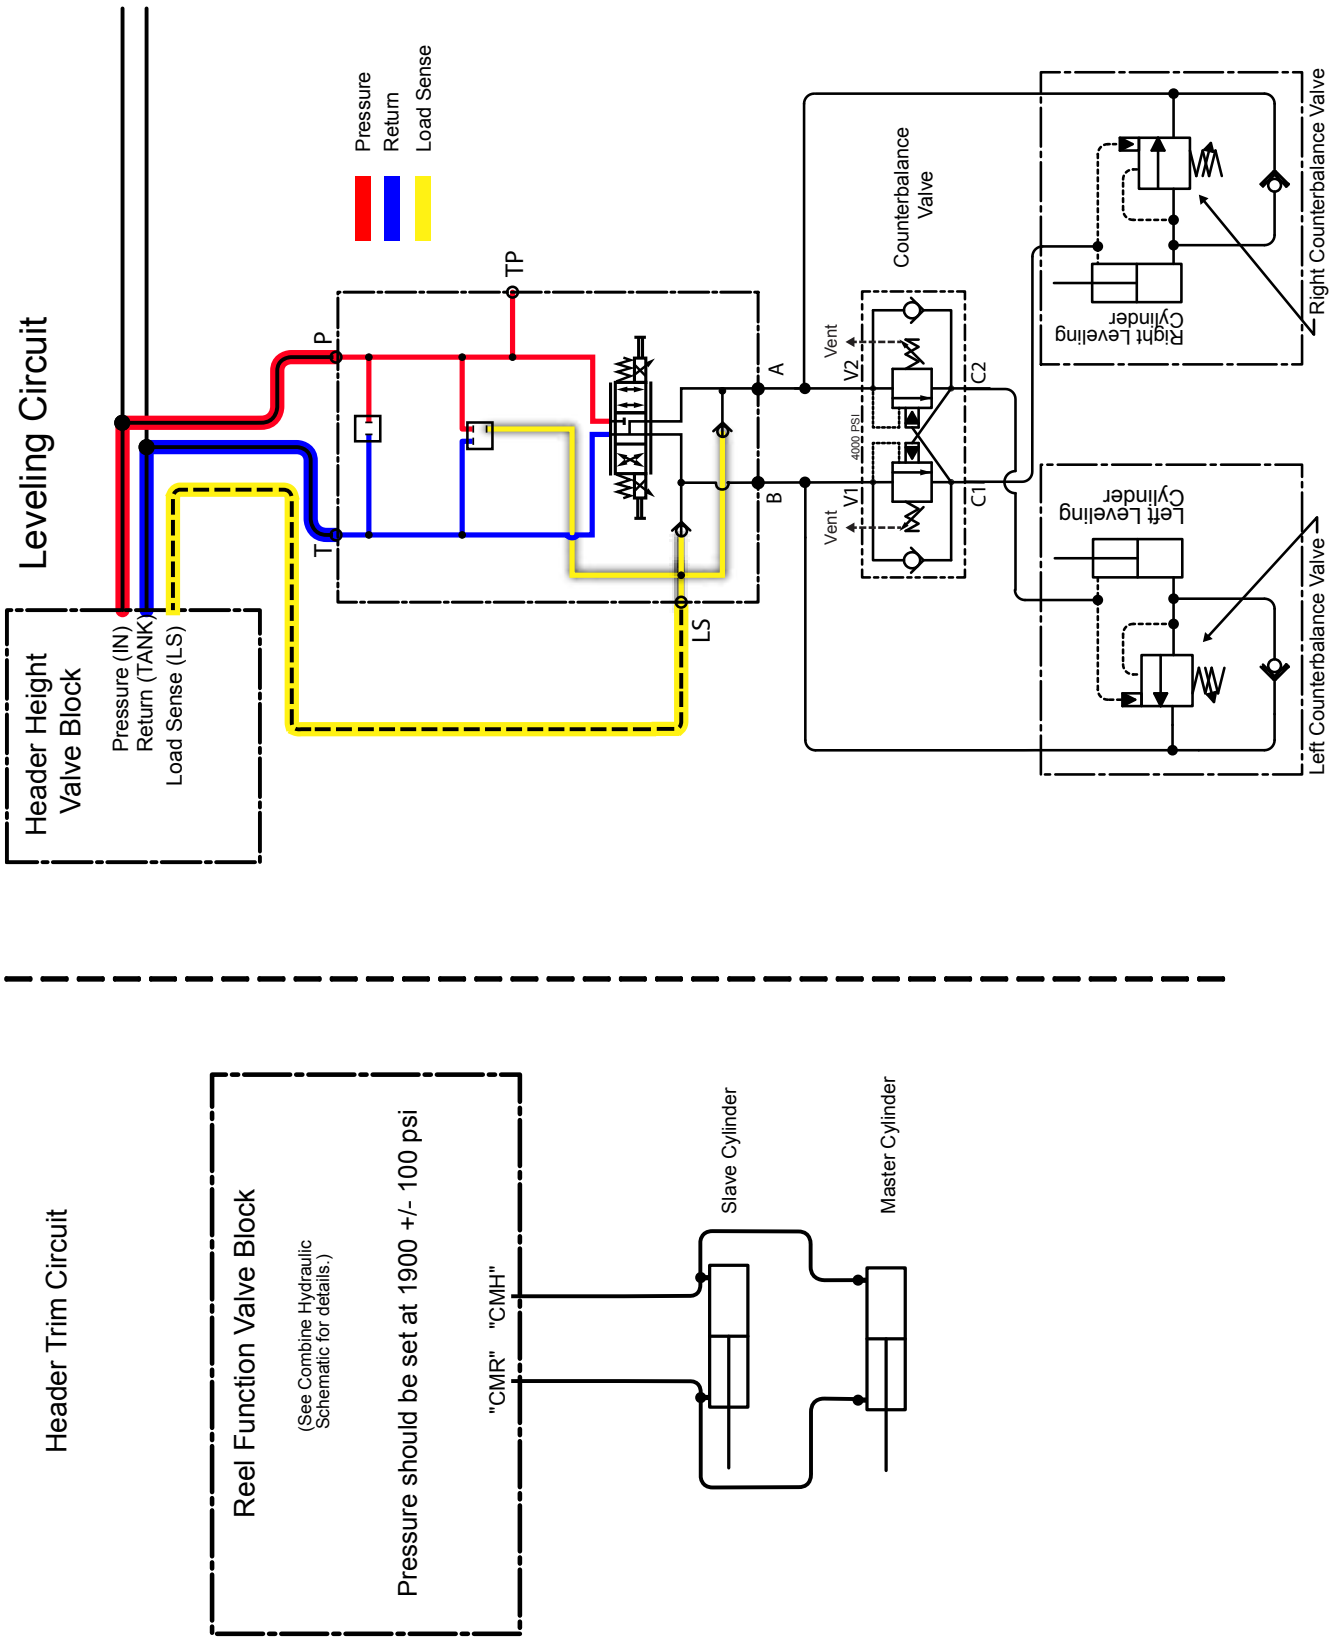 Leveling Circuit
Header Height
Valve Block
Pressure (IN)
Return (TANK)
Load Sense (LS)
Pressure
Return
Load Sense
P
T
TP
LS
A
B
Counterbalance
Valve
Vent
V2
4000 PSI
Vent
V1
C2
C1
Right Leveling
Cylinder
Right Counterbalance Valve
Left Leveling
Cylinder
Left Counterbalance Valve
Header Trim Circuit
Reel Function Valve Block
(See Combine Hydraulic
Schematic for details.)
Pressure should be set at 1900 +/- 100 psi
"CMR" "CMH"
Slave Cylinder
Master Cylinder